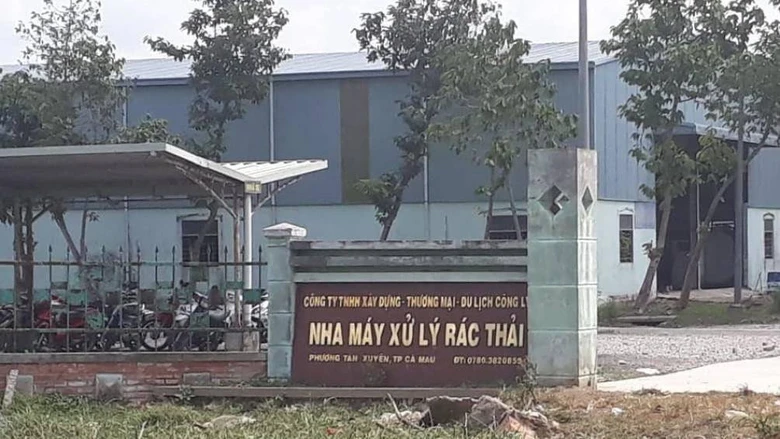 CÔNG TY TNHH XÂY DỰNG - THƯƠNG MẠI - DU LỊCH CÔNG LÝ
NHA MÁY XỬ LÝ RÁC THẢI
PHƯỜNG TÂN XUYÊN, TP CÀ MAU ĐT: 0780.3820855